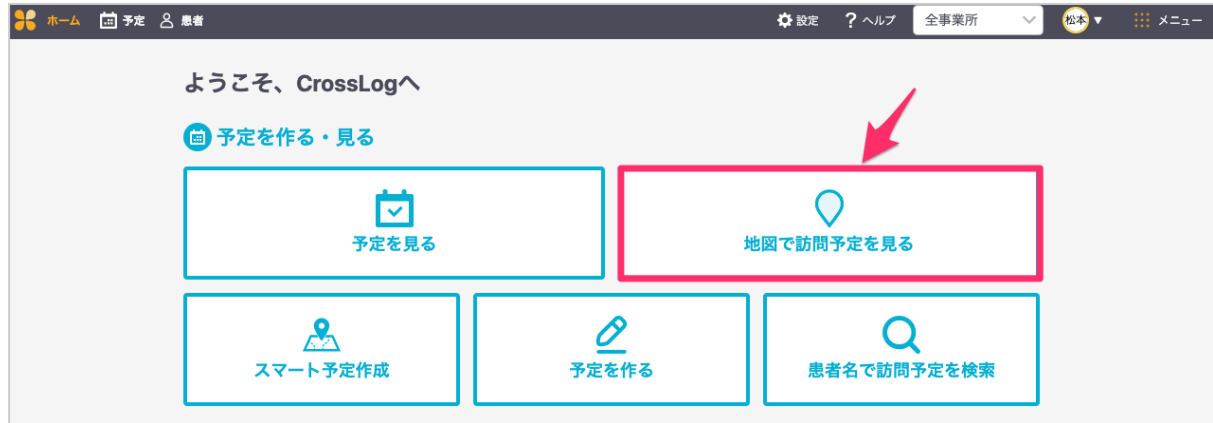 ホーム 予定 患者 設定 ? ヘルプ 全事業所 松本 ▼ メニュー
ようこそ、CrossLogへ
予定を作る・見る
予定を見る 地図で訪問予定を見る
スマート予定作成 予定を作る 患者名で訪問予定を検索